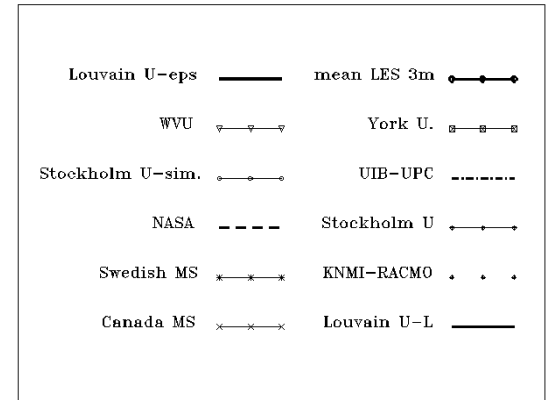 Louvain U-eps
mean LES 3m
WVU
York U.
Stockholm U-sim.
UIB-UPC
NASA
Stockholm U
Swedish MS
KNMI-RACMO
Canada MS
Louvain U-L